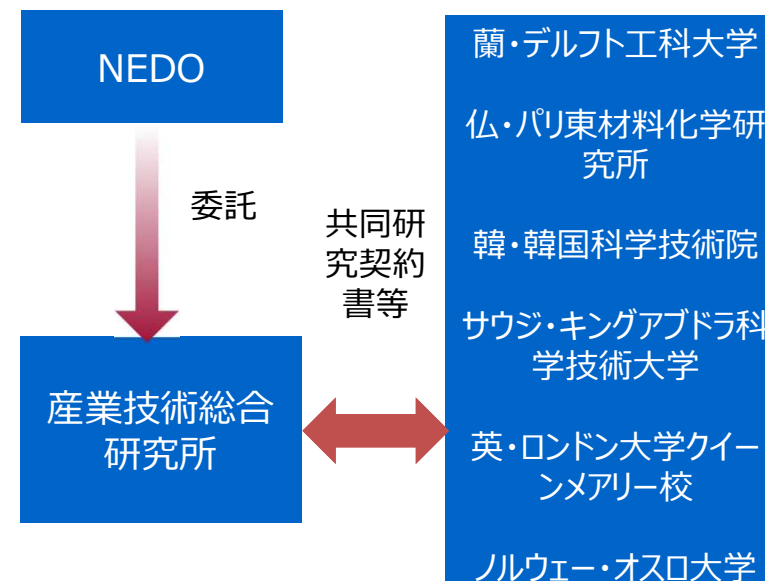 NEDO
委託
産業技術総合
研究所
共同研
究契約
書等
蘭・デルフト工科大学
仏・パリ東材料化学研
究所
韓・韓国科学技術院
サウジ・キングアブドラ科
学技術大学
英・ロンドン大学クイー
ンメアリー校
ノルウェー・オスロ大学